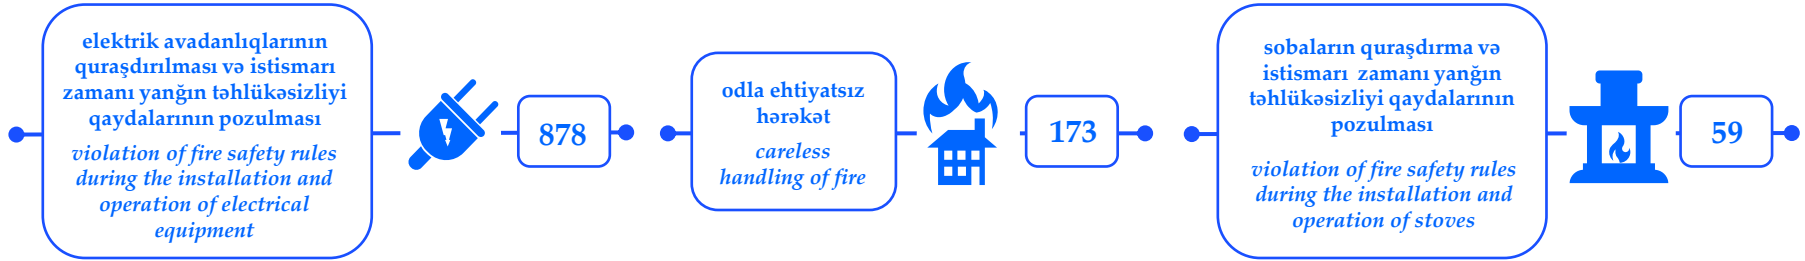 elektrik avadanlıqlarının
quraşdırılması və istismarı
zamanı yanğın təhlükəsizliyi
qaydalarının pozulması
violation of fire safety rules
during the installation and
operation of electrical
equipment
878
odla ehtiyatsız
hərəkət
careless
handling of fire
173
sobaların quraşdırma və
istismarı zamanı yanğın
təhlükəsizliyi qaydalarının
pozulması
violation of fire safety rules
during the installation and
operation of stoves
59